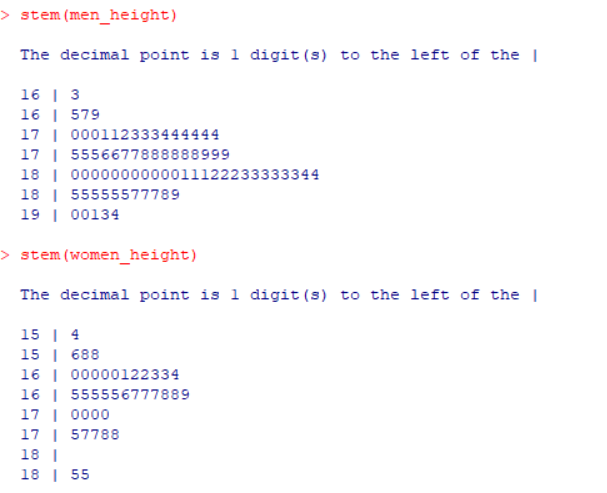 > stem(men_height)
The decimal point is 1 digit(s) to the left of the |
16 | 3
16 | 579
17 | 000112333444444
17 | 5556677888888999
18 | 0000000000011122233333344
18 | 55555577789
19 | 00134
> stem(women_height)
The decimal point is 1 digit(s) to the left of the |
15 | 4
15 | 688
16 | 00000122334
16 | 555556777889
17 | 0000
17 | 57788
18 |
18 | 55